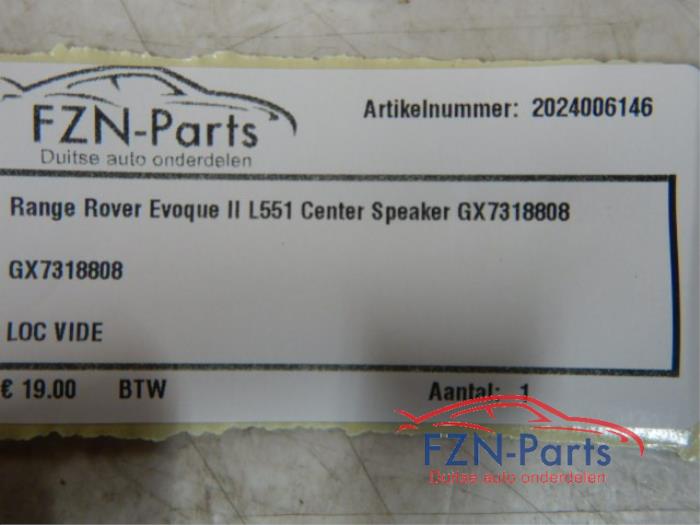 FZN-Parts
Duitse auto onderdelen
Artikelnummer: 2024006146
Range Rover Evoque II L551 Center Speaker GX7318808
GX7318808
LOC VIDE
€ 19.00 BTW Aantal: 1
FZN-Parts
Duitse auto onderdelen